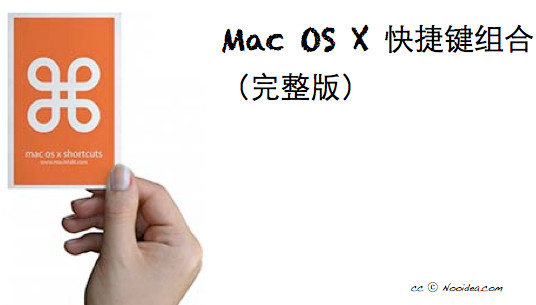 Mac OS X 快捷键组合
（完整版）
mac os x shortcuts
cc © Nooidea.com